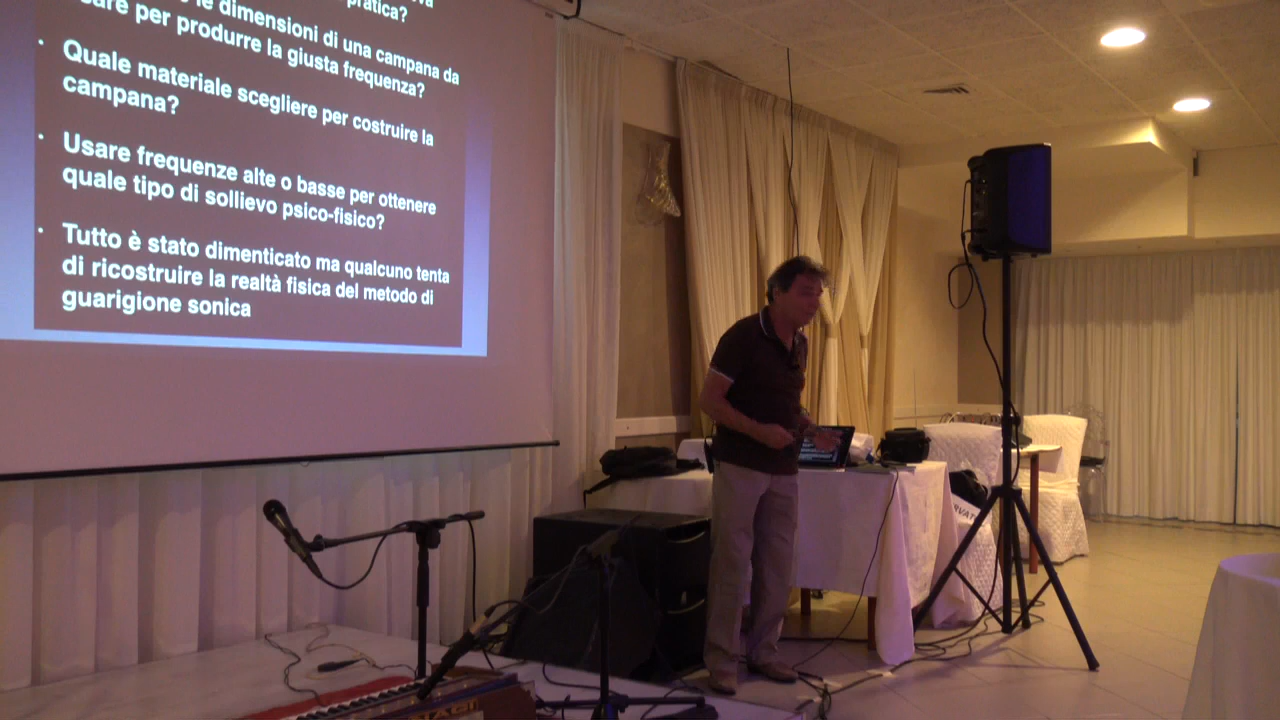 pratica?
le dimensioni di una campana da
per produrre la giusta frequenza?
• Quale materiale scegliere per costruire la
campana?
• Usare frequenze alte o basse per ottenere
quale tipo di sollievo psico-fisico?
• Tutto è stato dimenticato ma qualcuno tenta
di ricostruire la realtà fisica del metodo di
guarigione sonica